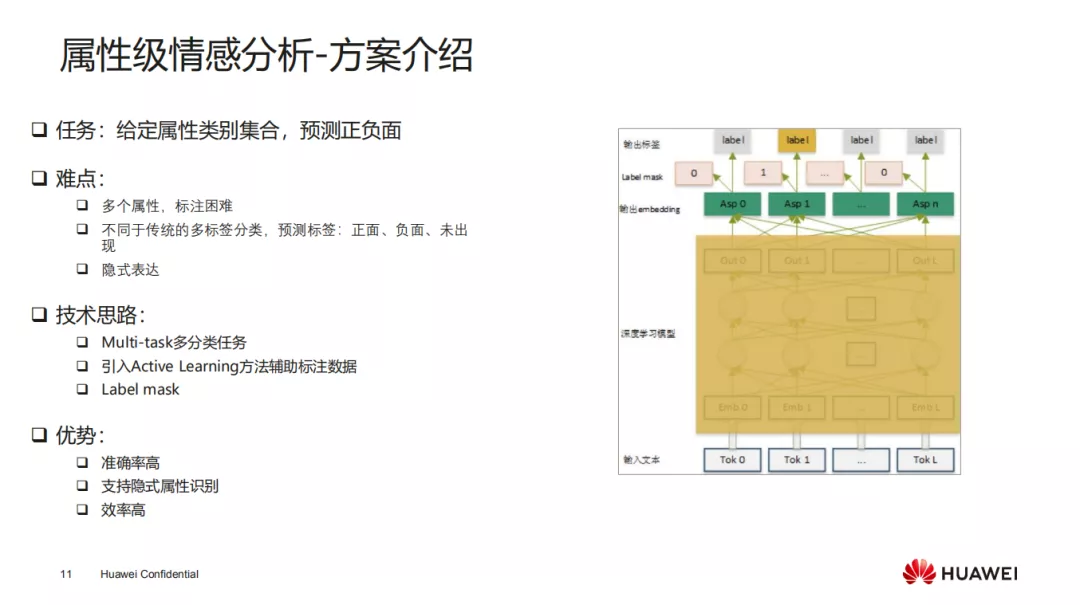 属性级情感分析-方案介绍
任务：给定属性类别集合，预测正负面
难点：
多个属性，标注困难
不同于传统的多标签分类，预测标签：正面、负面、未出
现
隐式表达
技术思路：
Multi-task多分类任务
引入Active Learning方法辅助标注数据
Label mask
优势：
准确率高
支持隐式属性识别
效率高
输出标签 label label label label
Label mask 0 1 ... 0
输出embedding Asp 0 Asp 1 ... Asp n
Out 0 Out 1 ... Out L
...
深度学习模型
...
Emb 0 Emb 1 ... Emb L
输入文本 Tok 0 Tok 1 ... Tok L
11 Huawei Confidential
HUAWEI